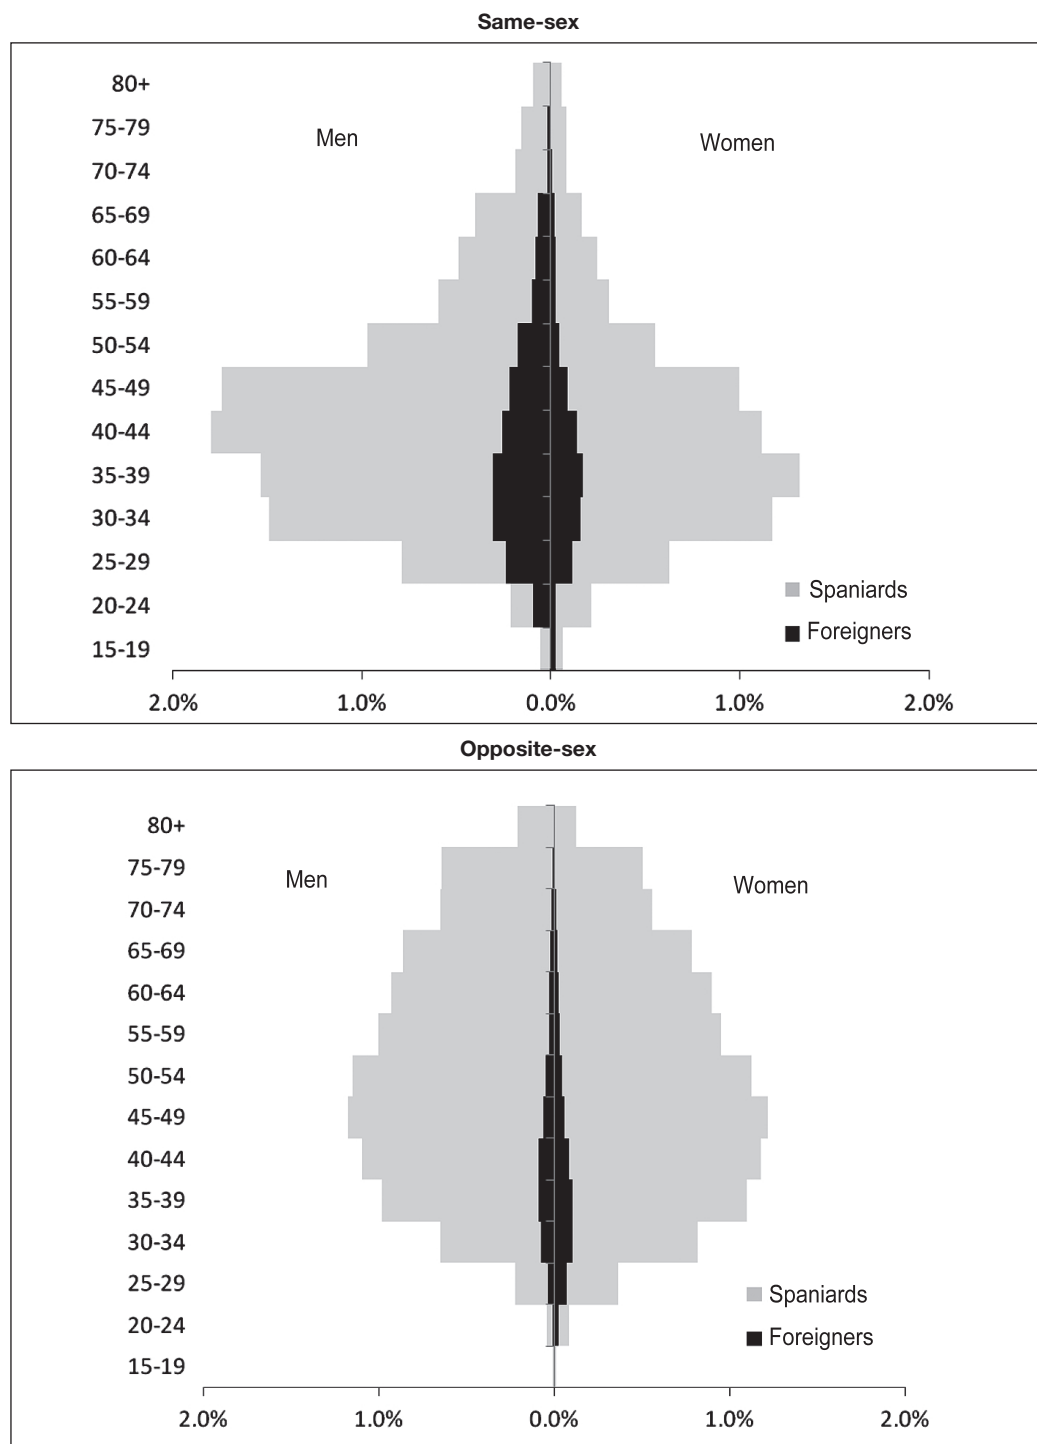 Same-sex
80+
75-79
Men
Women
70-74
65-69
60-64
55-59
50-54
45-49
40-44
35-39
30-34
25-29
Spaniards
20-24
Foreigners
15-19
2.0% 1.0% 0.0% 1.0% 2.0%
Opposite-sex
80+
75-79
Men
Women
70-74
65-69
60-64
55-59
50-54
45-49
40-44
35-39
30-34
25-29
Spaniards
20-24
Foreigners
15-19
2.0% 1.0% 0.0% 1.0% 2.0%